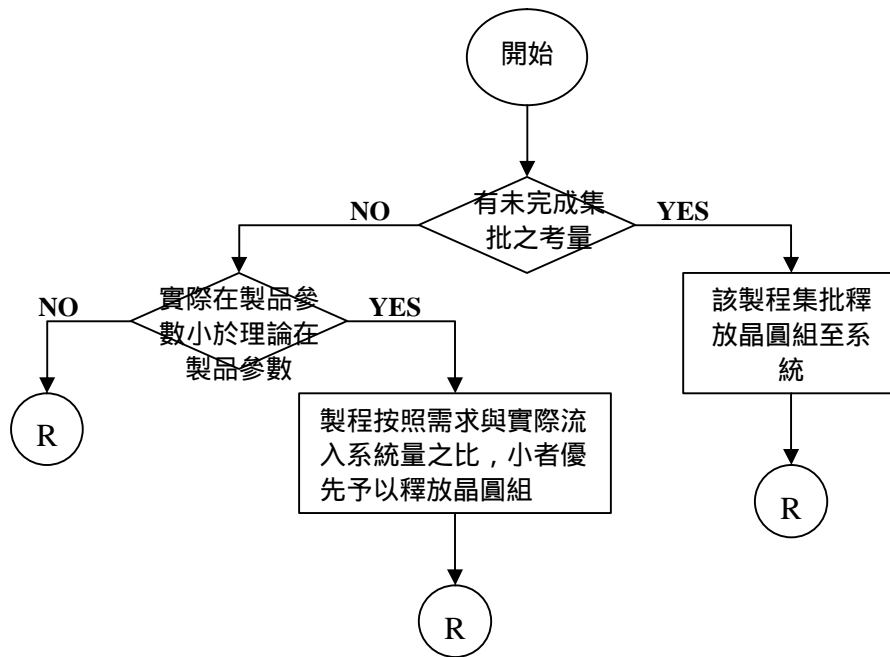 開始
有未完成集
批之考量
NO
YES
實際在製品參
數小於理論在
製品參數
NO
YES
該製程集批釋
放晶圓組至系
統
R
製程按照需求與實際流
入系統量之比，小者優
先予以釋放晶圓組
R
R